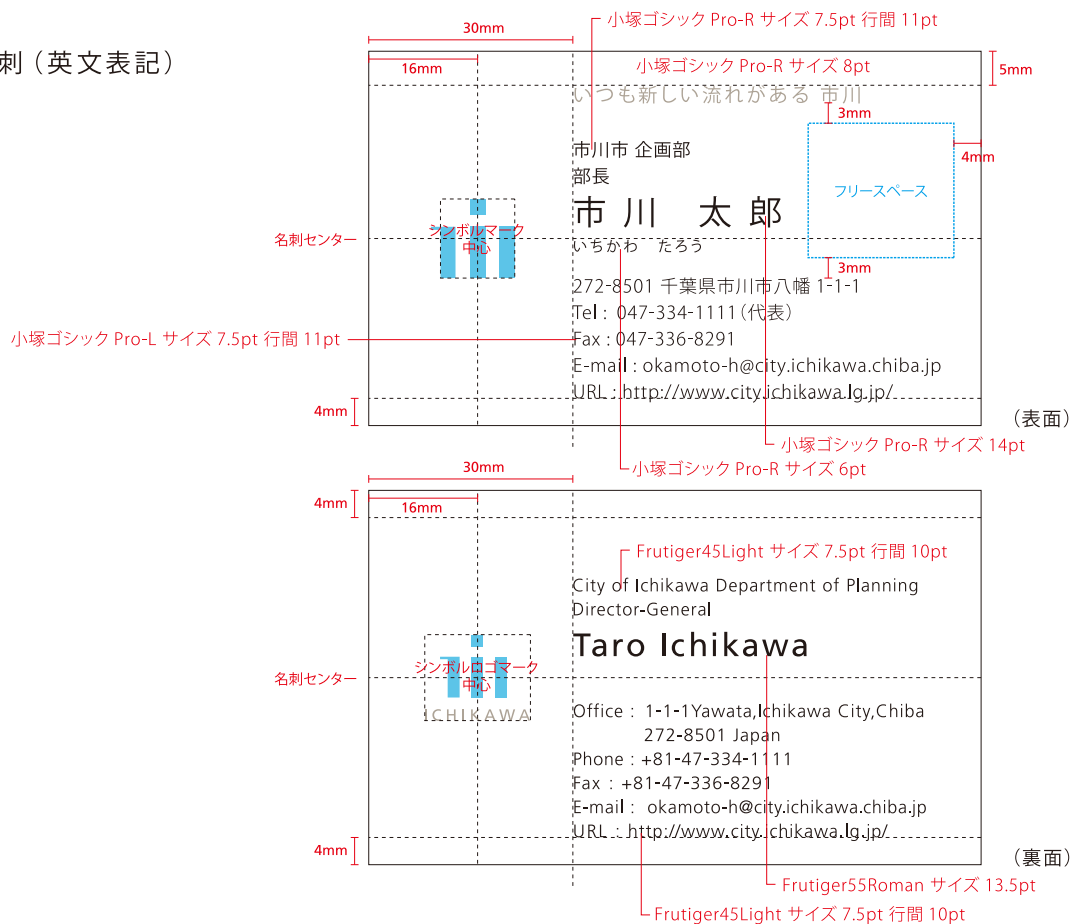 刺（英文表記）
30mm
16mm
小塚ゴシック Pro-R サイズ 7.5pt 行間 11pt
小塚ゴシック Pro-R サイズ 8pt
5mm
いつも新しい流れがある 市川
3mm
4mm
市川市 企画部
部長
フリースペース
市川　太郎
シンボルマーク
中心
名刺センター
いちかわ　たろう
3mm
272-8501 千葉県市川市八幡 1-1-1
Tel : 047-334-1111（代表）
小塚ゴシック Pro-L サイズ 7.5pt 行間 11pt
Fax : 047-336-8291
E-mail : okamoto-h@city.ichikawa.chiba.jp
URL : http://www.city.ichikawa.lg.jp/
4mm
（表面）
小塚ゴシック Pro-R サイズ 14pt
小塚ゴシック Pro-R サイズ 6pt
30mm
4mm
16mm
Frutiger45Light サイズ 7.5pt 行間 10pt
City of Ichikawa Department of Planning
Director-General
Taro Ichikawa
シンボルロゴマーク
中心
名刺センター
ICHIKAWA
Office : 1-1-1Yawata,Ichikawa City,Chiba
272-8501 Japan
Phone : +81-47-334-1111
Fax : +81-47-336-8291
E-mail : okamoto-h@city.ichikawa.chiba.jp
URL : http://www.city.ichikawa.lg.jp/
4mm
（裏面）
Frutiger55Roman サイズ 13.5pt
Frutiger45Light サイズ 7.5pt 行間 10pt